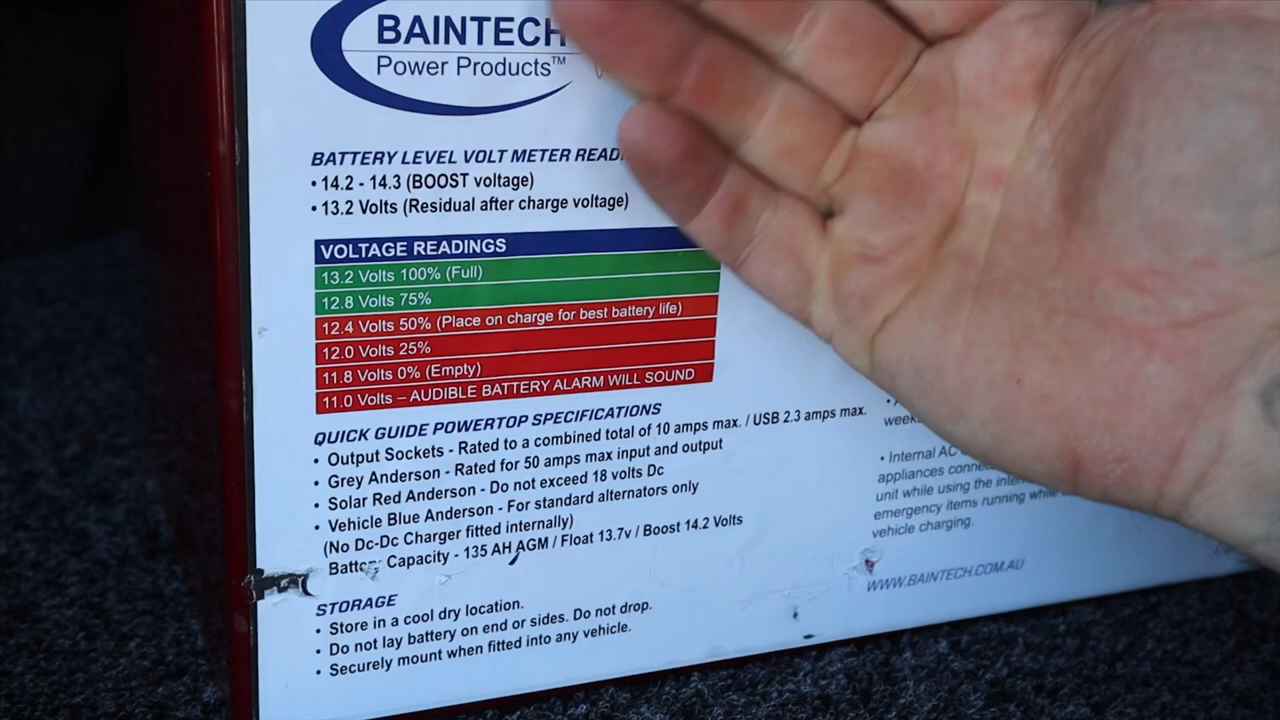 BAINTECH
Power Products™
BATTERY LEVEL VOLT METER
• 14.2 - 14.3 (BOOST voltage)
• 13.2 Volts (Residual after charge voltage)
VOLTAGE READINGS
13.2 Volts 100% (Full)
12.8 Volts 75%
12.4 Volts 50% (Place on charge for best battery life)
12.0 Volts 25%
11.8 Volts 0% (Empty)
11.0 Volts – AUDIBLE BATTERY ALARM WILL SOUND
QUICK GUIDE POWERTOP SPECIFICATIONS
• Output Sockets - Rated to a combined total of 10 amps max. / USB 2.3 amps max.
• Grey Anderson - Rated for 50 amps max input and output
• Solar Red Anderson - Do not exceed 18 volts Dc
• Vehicle Blue Anderson - For standard alternators only
(No Dc-Dc Charger fitted internally)
Battery Capacity - 135 AH AGM / Float 13.7v / Boost 14.2 Volts
STORAGE
• Store in a cool dry location.
• Do not lay battery on end or sides. Do not drop.
• Securely mount when fitted into any vehicle.
• Internal AC
appliances
unit while using the
emergency items running while
vehicle charging.
WWW.BAINTECH.COM.AU